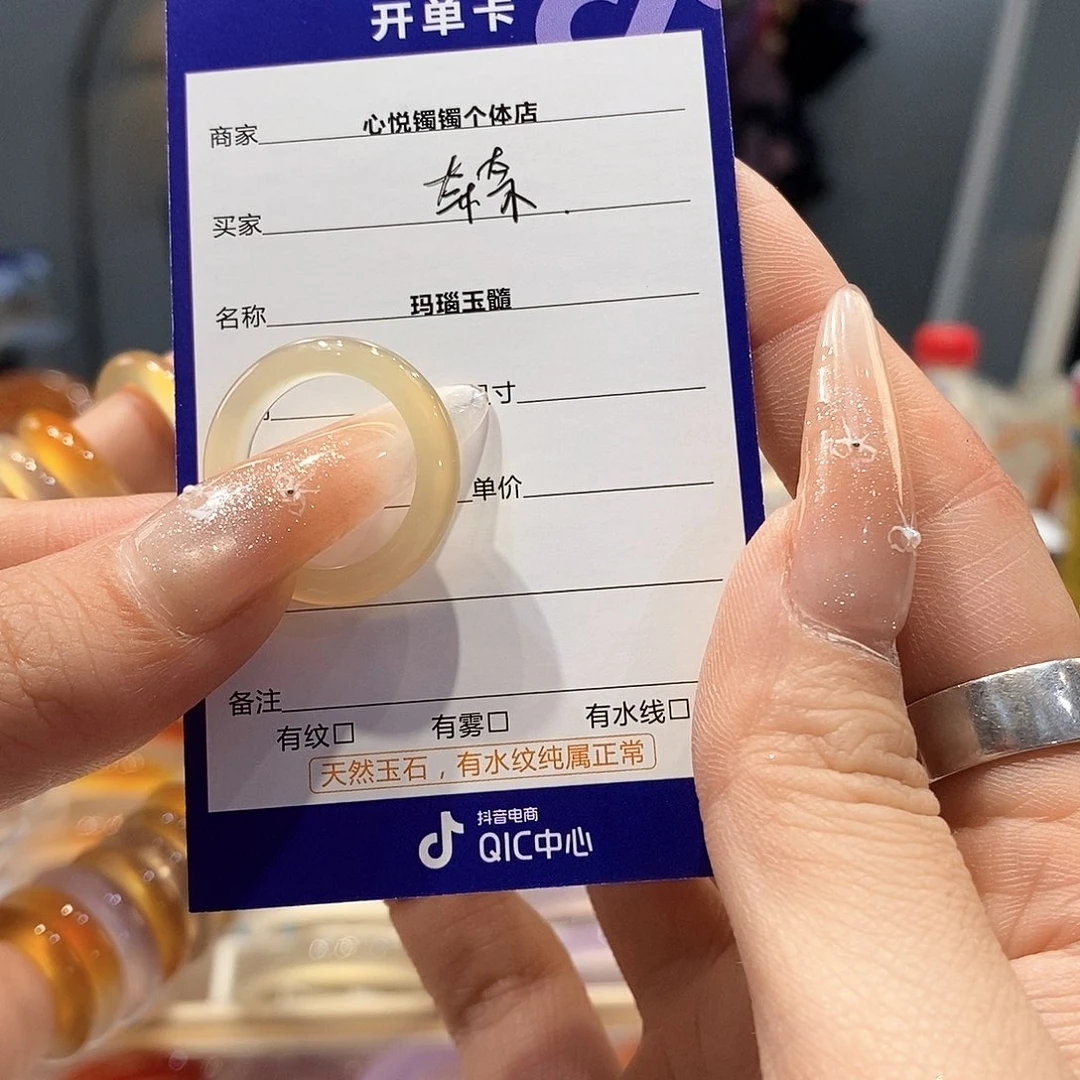 开单卡
商家 心悦镯镯个体店
买家
名称 玛瑙玉髓
寸
单价
备注
有纹□ 有雾□ 有水线□
天然玉石，有水纹纯属正常
抖音电商
QIC中心